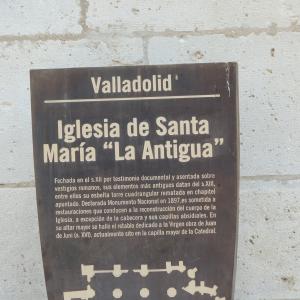 Valladolid
Iglesia de Santa
María "La Antigua"
Fechada en el s.XII por testimonio documental y asentada sobre
vestigios romanos, sus elementos más antiguos datan del s.XIII,
entre ellos su esbelta torre cuadrangular rematada en chapitel
apuntado. Declarada Monumento Nacional en 1897,es sometida a
restauraciones que conducen a la reconstrucción del cuerpo de la
Iglesia, a excepción de la cabecera y sus capillas absidiales. En
su altar mayor se halló el retablo dedicado a la Virgen obra de Juan
de Juni (s. XVI), actualmente sito en la capilla mayor de la Catedral.